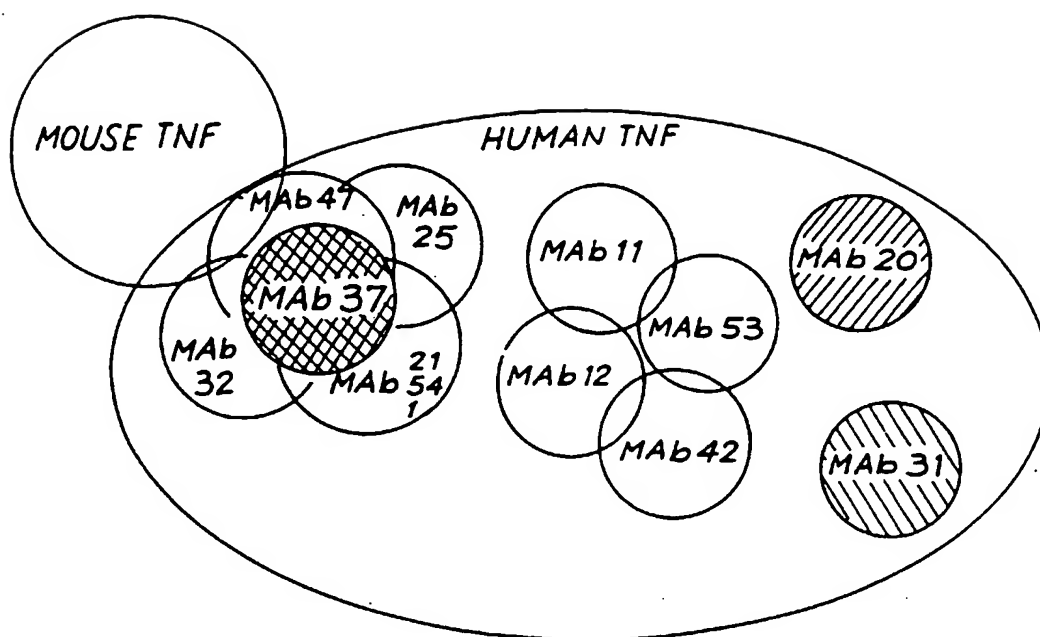 MOUSE TNF
HUMAN TNF
MAb 47
MAb
25
MAb 37
MAb
32
MAb
21
54
1
MAb 11
MAb 12
MAb 53
MAb 42
MAb 20
MAb 31